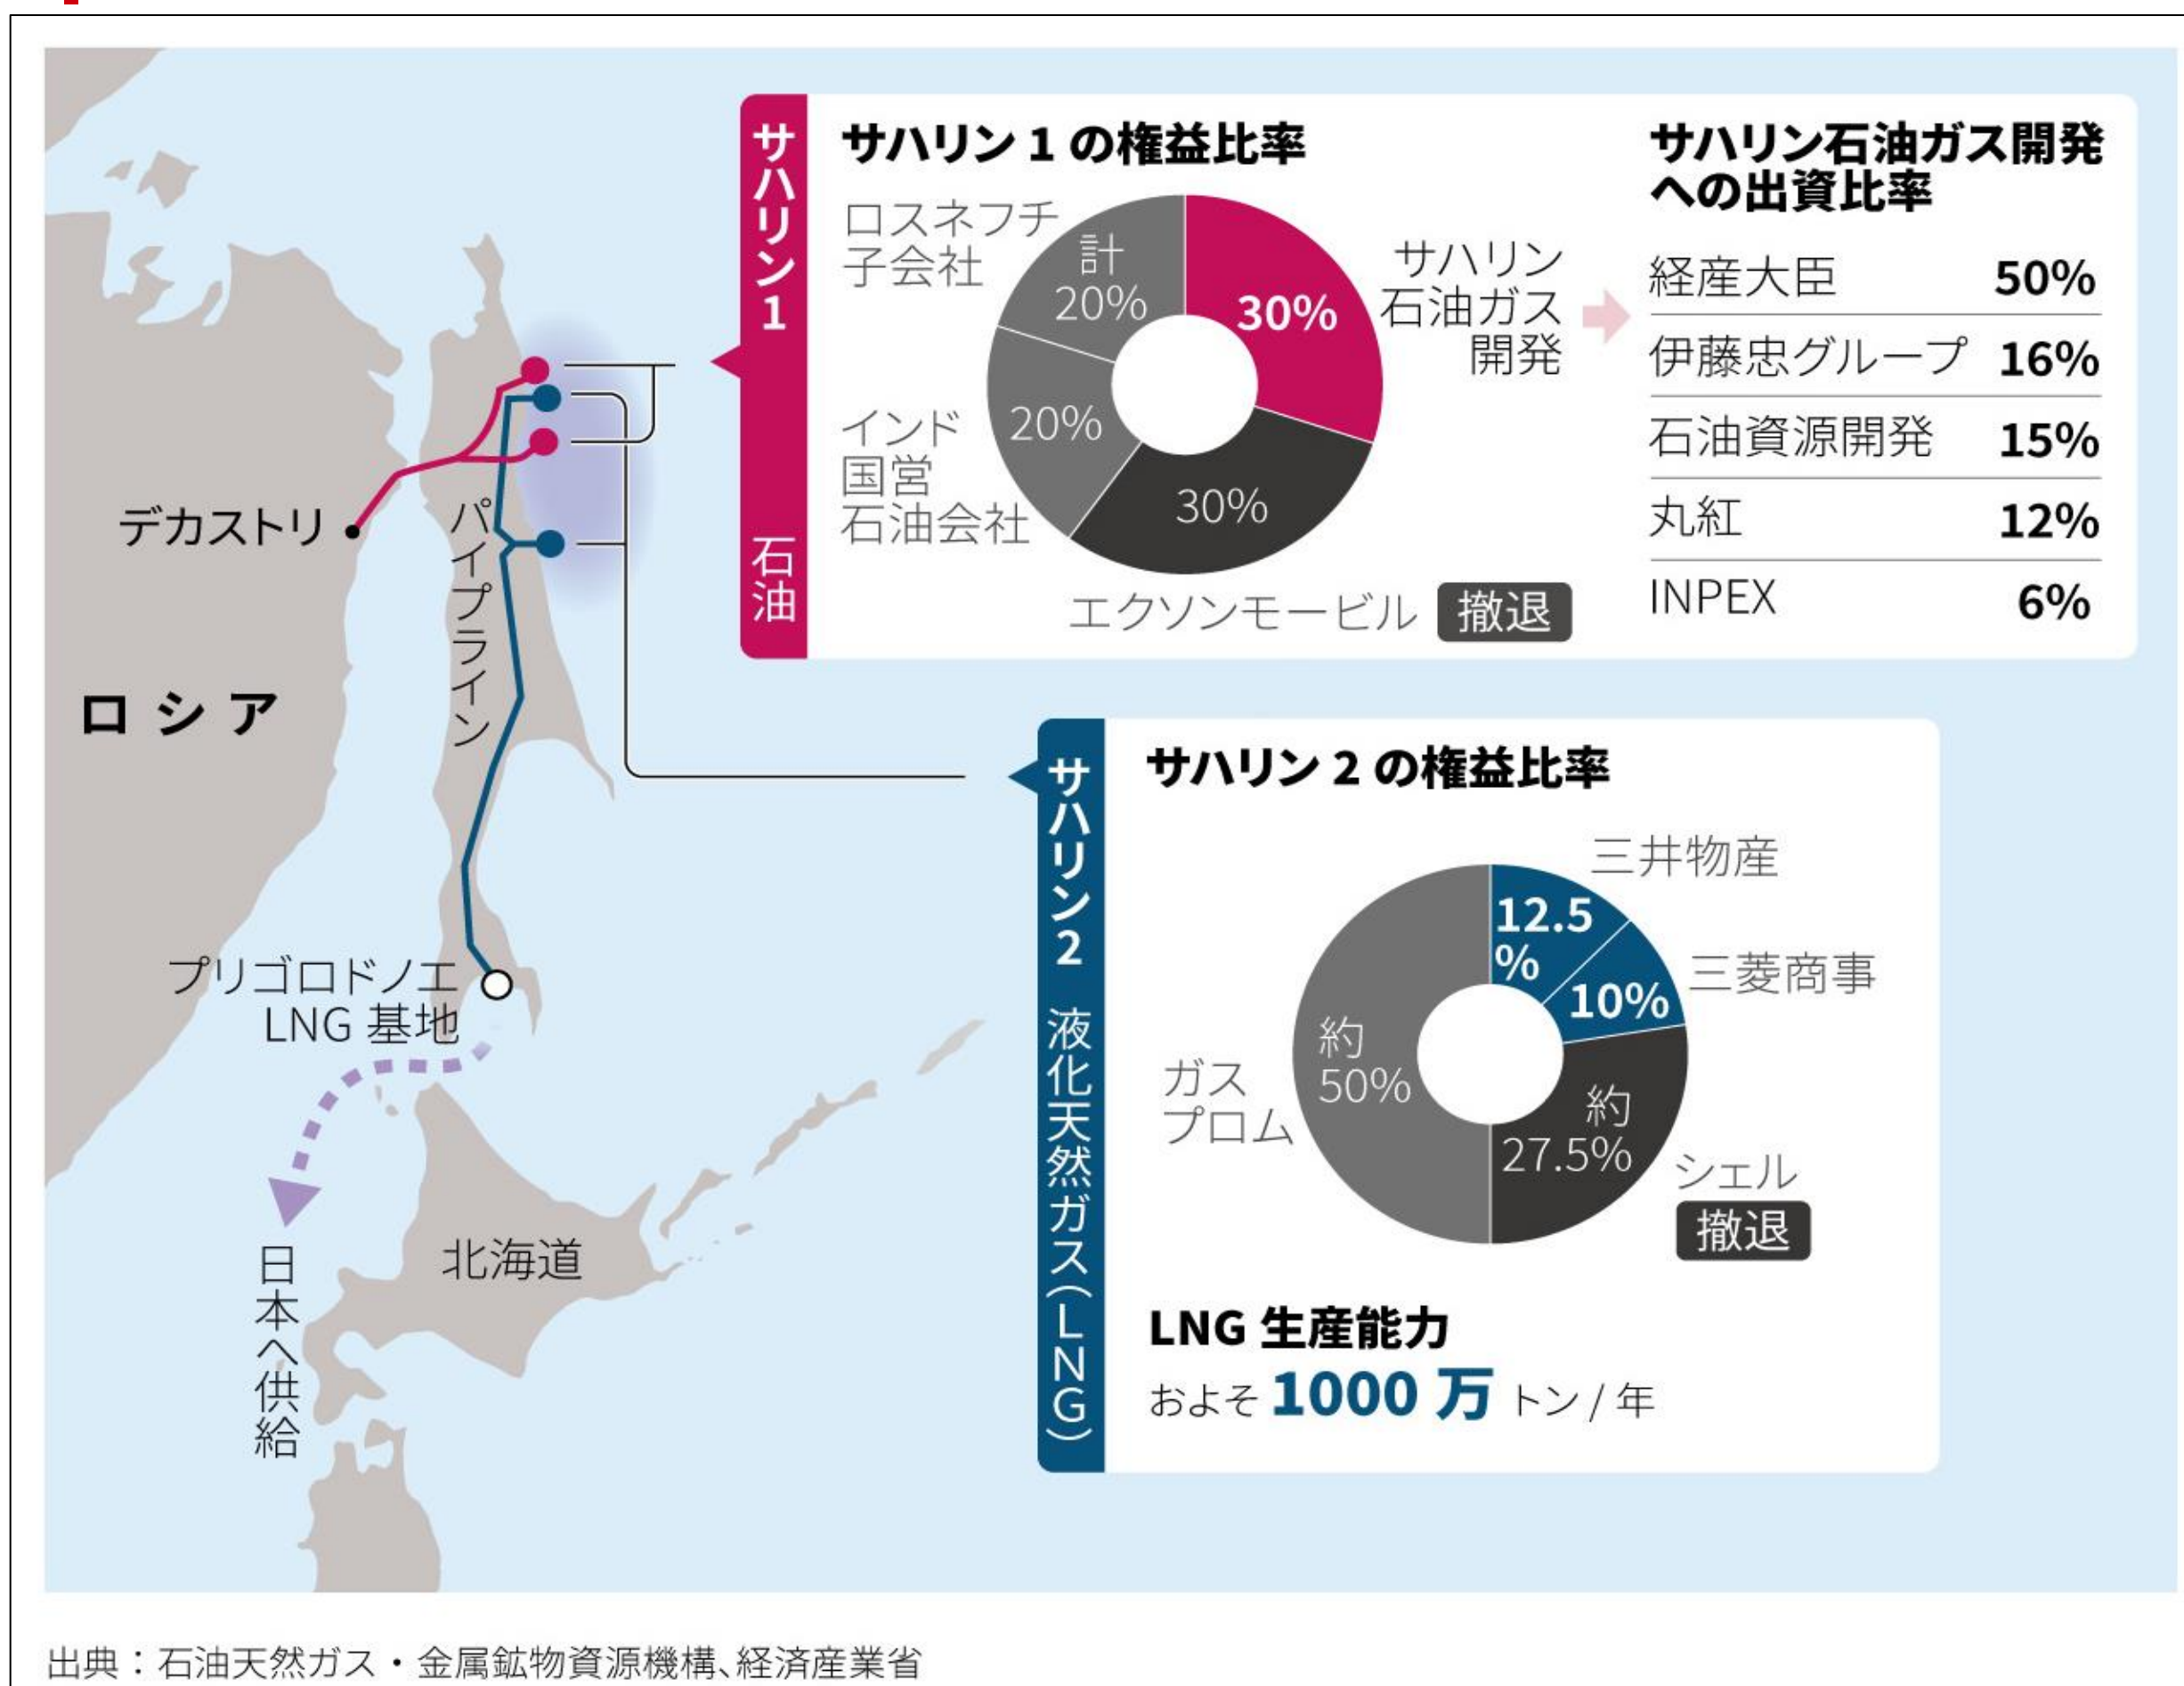 サハリン1
石油
サハリン 1 の権益比率
ロスネフチ
子会社
計
20%
30%
サハリン
石油ガス
開発
インド
国営
石油会社
20%
30%
エクソンモービル
撤退
サハリン石油ガス開発
への出資比率
経産大臣 50%
伊藤忠グループ 16%
石油資源開発 15%
丸紅 12%
INPEX 6%
デカストリ
パイプライン
ロシア
プリゴロドノエ
LNG 基地
北海道
日本へ供給
サハリン2
液化天然ガス(LNG)
サハリン 2 の権益比率
三井物産
12.5
%
三菱商事
10%
ガス
プロム
約
50%
約
27.5%
シェル
撤退
LNG 生産能力
およそ 1000 万 トン / 年
出典：石油天然ガス・金属鉱物資源機構、経済産業省